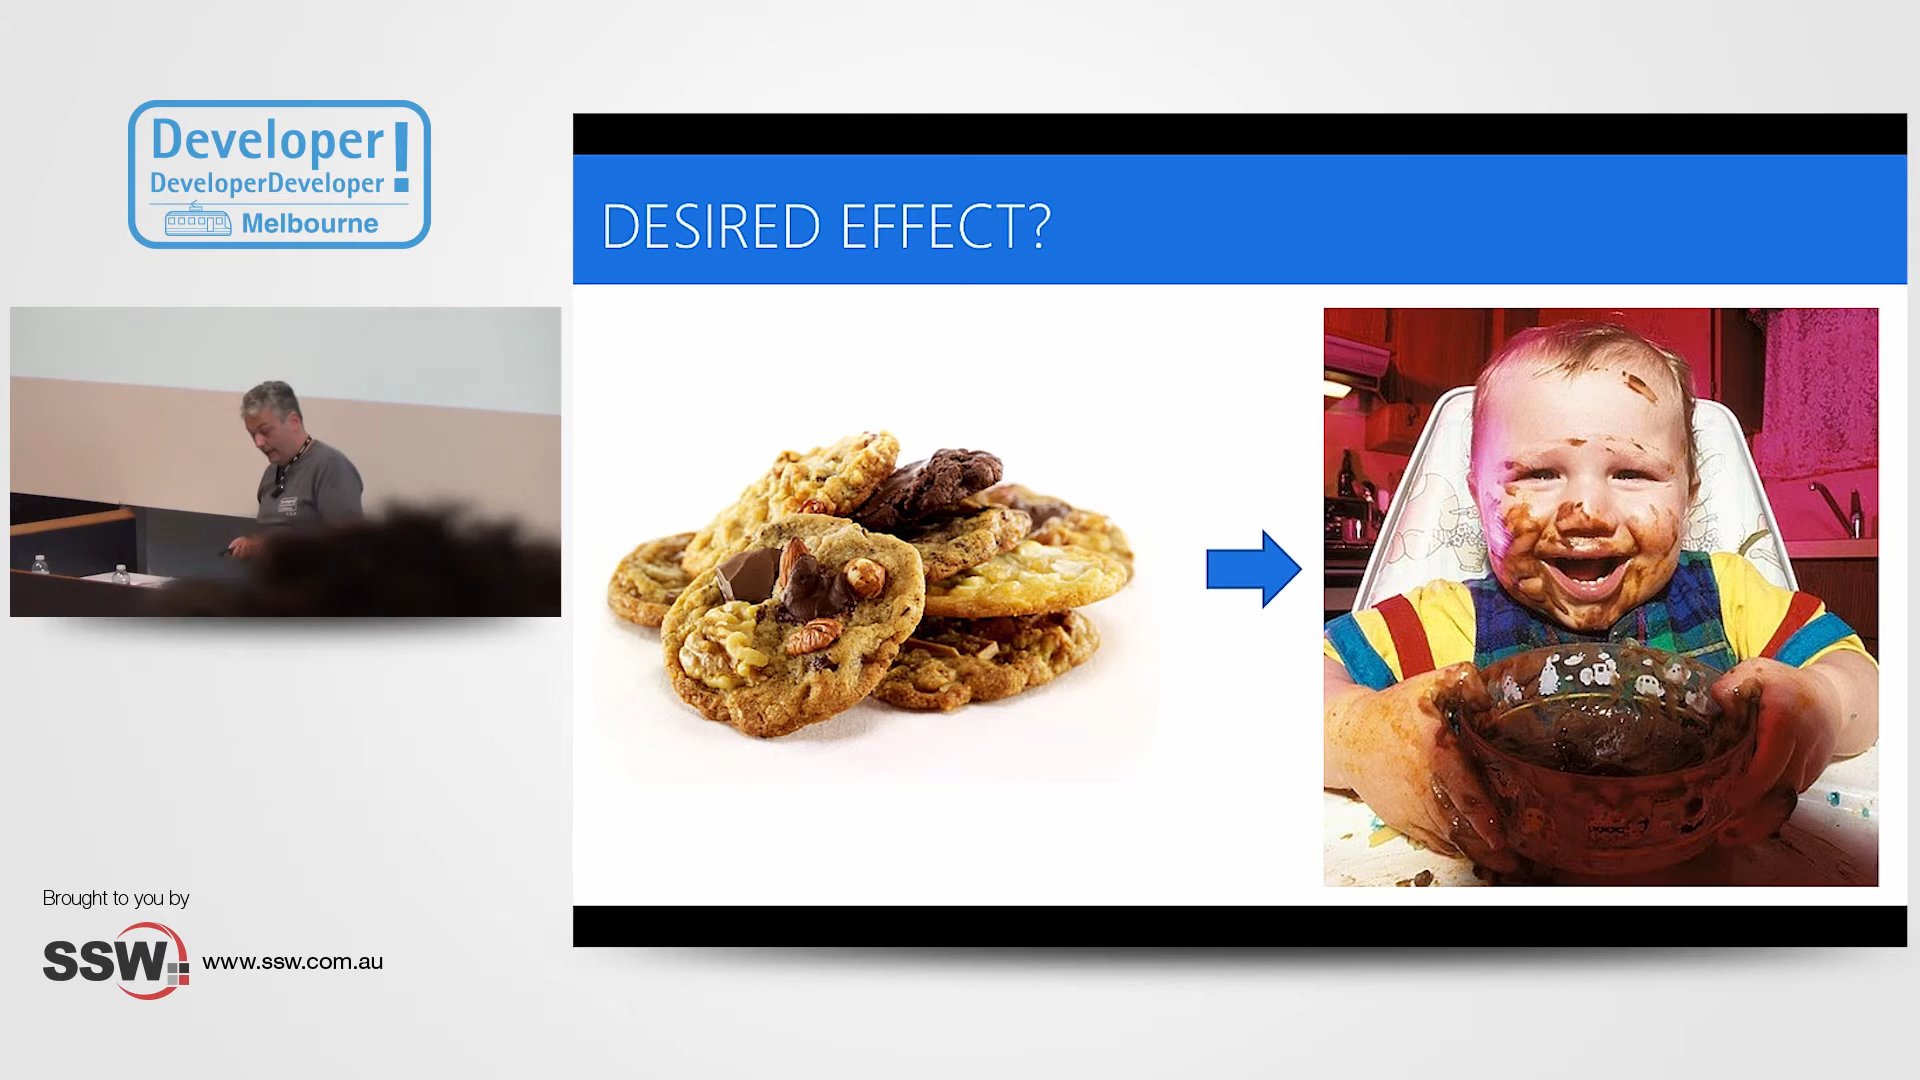 Developer!
DeveloperDeveloper
Melbourne
DESIRED EFFECT?
Brought to you by
SSW
www.ssw.com.au